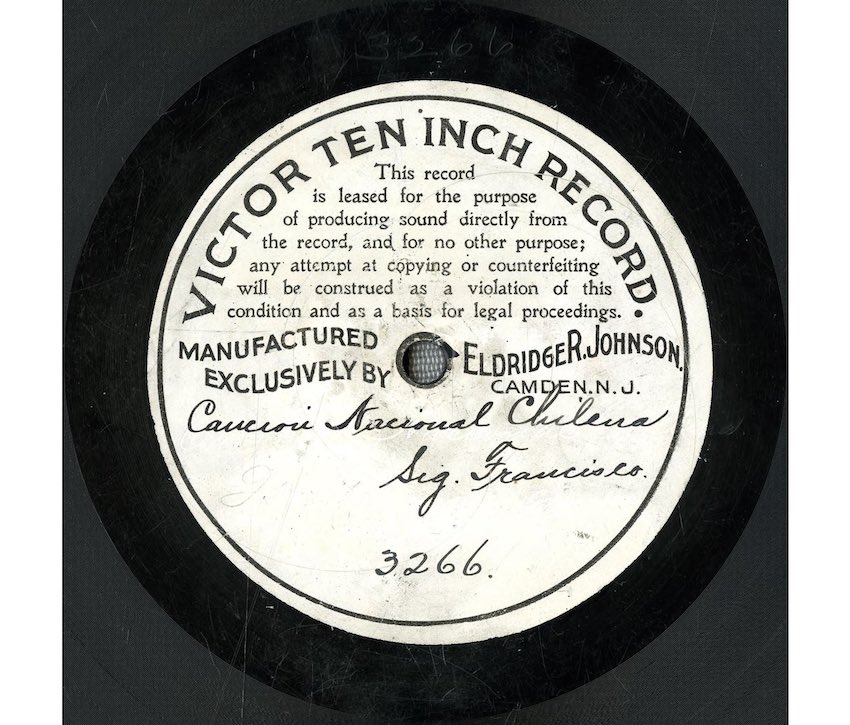 3266
VICTOR TEN INCH RECORD.
This record
is leased for the purpose
of producing sound directly from
the record, and for no other purpose;
any attempt at copying or counterfeiting
will be construed as a violation of this
condition and as a basis for legal proceedings.
MANUFACTURED
EXCLUSIVELY BY
ELDRIDGE R. JOHNSON.
CAMDEN. N. J.
Cancion Nacional Chilena
Sig. Francisco.
3266.